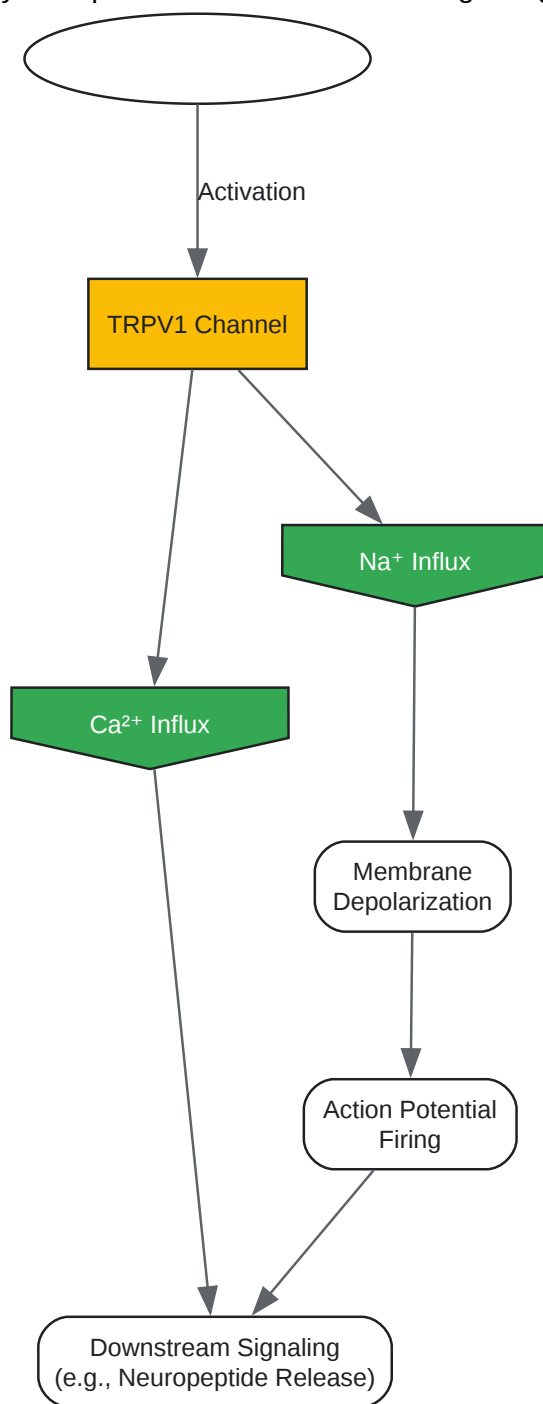 Activation
TRPV1 Channel
Na⁺ Influx
Ca²⁺ Influx
Membrane
Depolarization
Action Potential
Firing
Downstream Signaling
(e.g., Neuropeptide Release)